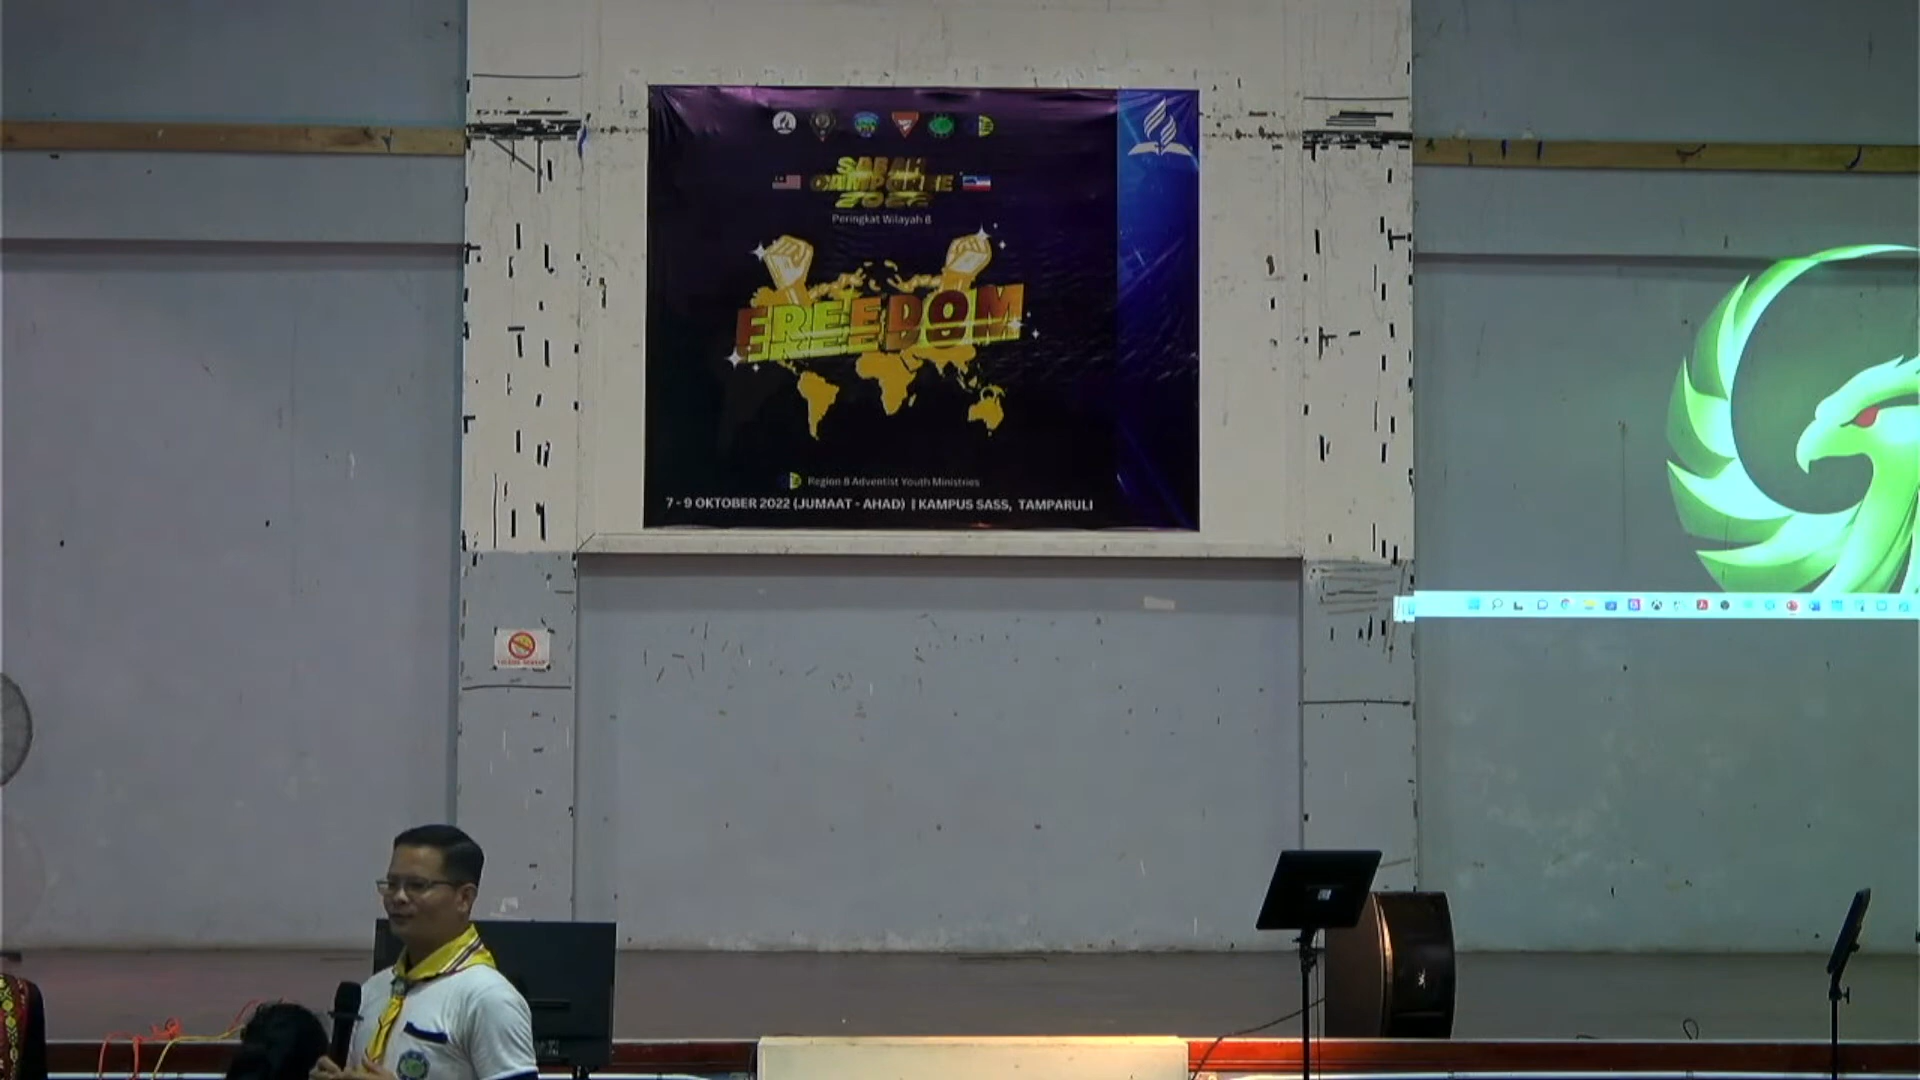 SABAH
CAMPOREE
2022
Peringkat Wilayah 8
FREEDOM
Region 8 Adventist Youth Ministries
7 - 9 OKTOBER 2022 (JUMAAT - AHAD) | KAMPUS SASS, TAMPARULI